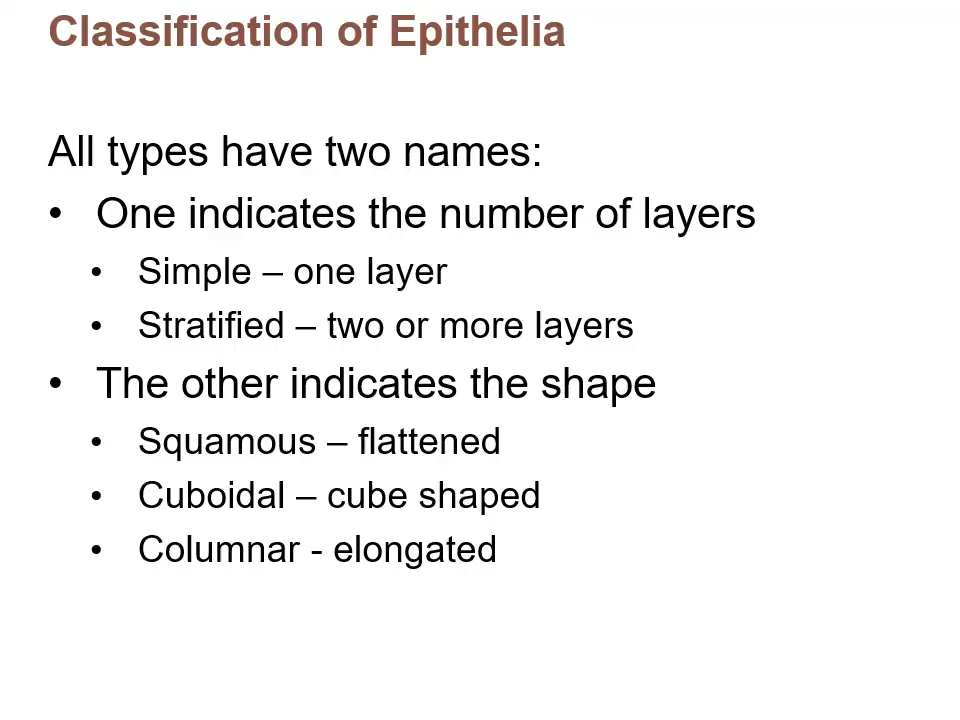 Classification of Epithelia
All types have two names:
• One indicates the number of layers
• Simple – one layer
• Stratified – two or more layers
• The other indicates the shape
• Squamous – flattened
• Cuboidal – cube shaped
• Columnar - elongated